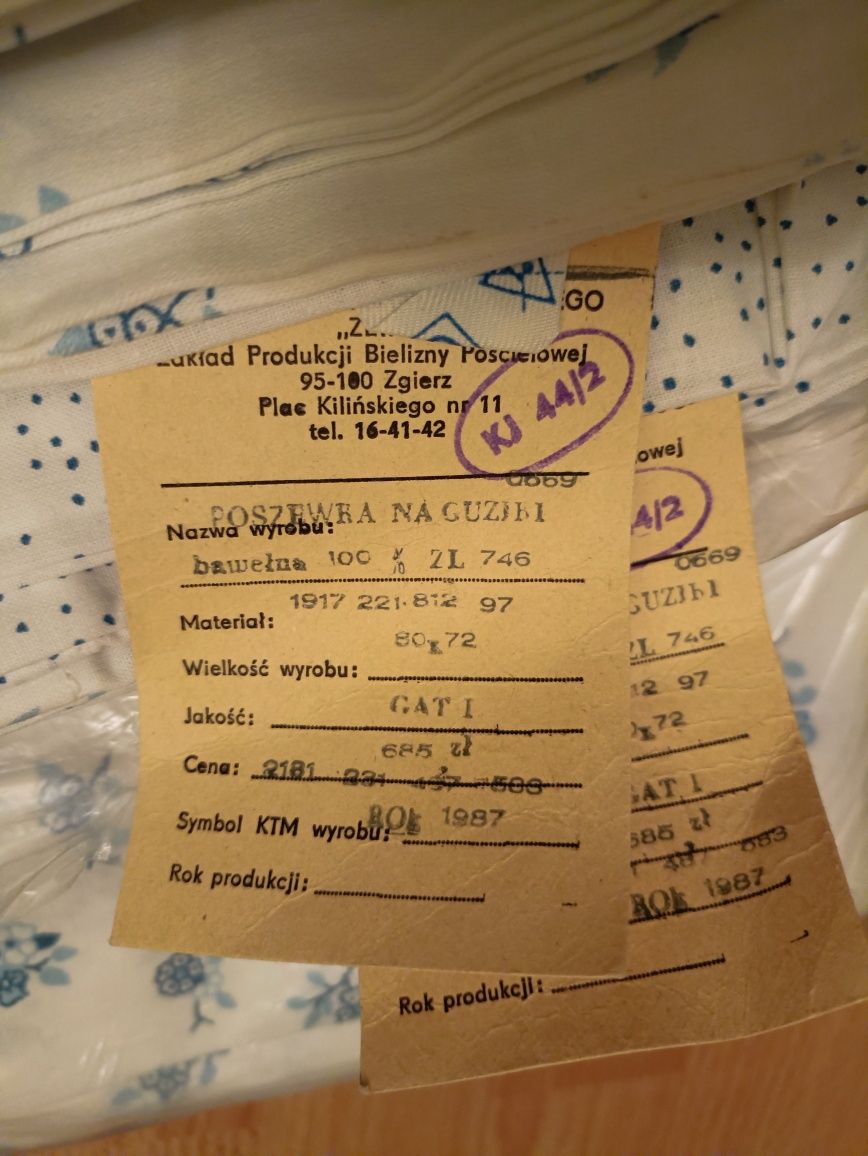 GO
Zakład Produkcji Bielizny Pościelowej
95-100 Zgierz
Plac Kilińskiego nr 11
tel. 16-41-42
KJ 44/2
0669
POSZEWKA NA GUZIKI
Nazwa wyrobu:
bawełna 100 % ZL 746
1917 221.812 97
Materiał:
80x72
Wielkość wyrobu:
GAT I
Jakość:
685 zł
Cena:
2181
ROK 1987
Symbol KTM wyrobu:
Rok produkcji:
owej
4/2
0669
GUZIKI
ZL 746
12 97
x72
GAT I
685 zł
ROK 1987
Rok produkcji: